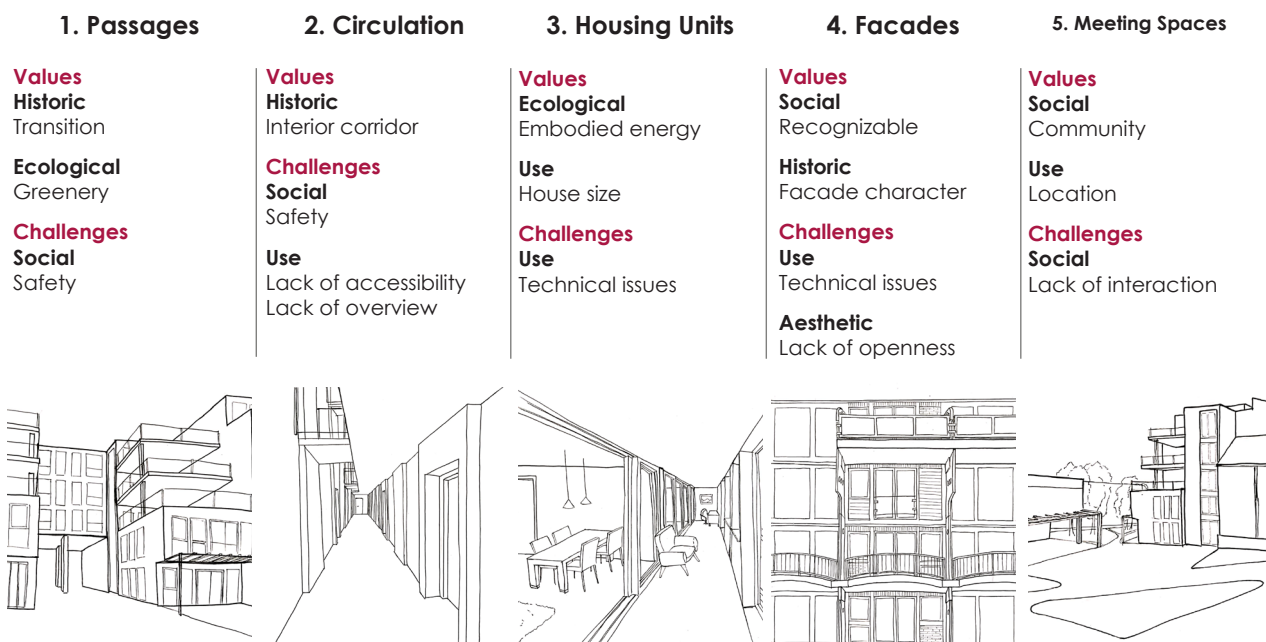 1. Passages
Values
Historic
Transition
Ecological
Greenery
Challenges
Social
Safety
2. Circulation
Values
Historic
Interior corridor
Challenges
Social
Safety
Use
Lack of accessibility
Lack of overview
3. Housing Units
Values
Ecological
Embodied energy
Use
House size
Challenges
Use
Technical issues
4. Facades
Values
Social
Recognizable
Historic
Facade character
Challenges
Use
Technical issues
Aesthetic
Lack of openness
5. Meeting Spaces
Values
Social
Community
Use
Location
Challenges
Social
Lack of interaction